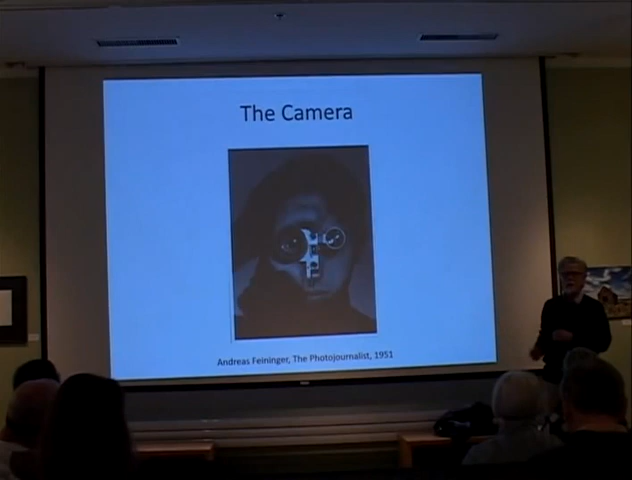 The Camera
Andreas Feininger, The Photojournalist, 1951